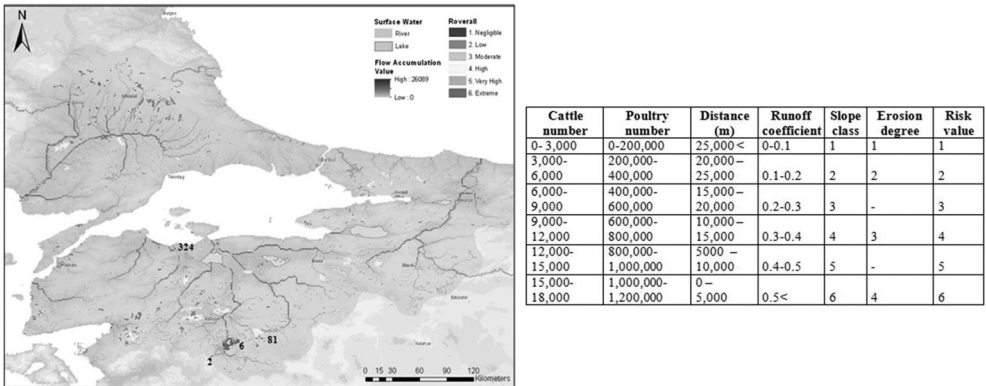 N
Surface Water
River
Lake
Flow Accumulation
Value
High : 26089
Low : 0
Roverall
1. Negligible
2. Low
3. Moderate
4. High
5. Very High
6. Extreme
Tekirdag
324
6
81
2
0 15 30 60 90 120
Kilometers
Cattle number Poultry number Distance (m) Runoff coefficient Slope class Erosion degree Risk value
0- 3,000 0-200,000 25,000 < 0-0.1 1 1 1
3,000- 6,000 200,000- 400,000 20,000 – 25,000 0.1-0.2 2 2 2
6,000- 9,000 400,000- 600,000 15,000 – 20,000 0.2-0.3 3 - 3
9,000- 12,000 600,000- 800,000 10,000 – 15,000 0.3-0.4 4 3 4
12,000- 15,000 800,000- 1,000,000 5000 – 10,000 0.4-0.5 5 - 5
15,000- 18,000 1,000,000- 1,200,000 0 – 5,000 0.5< 6 4 6